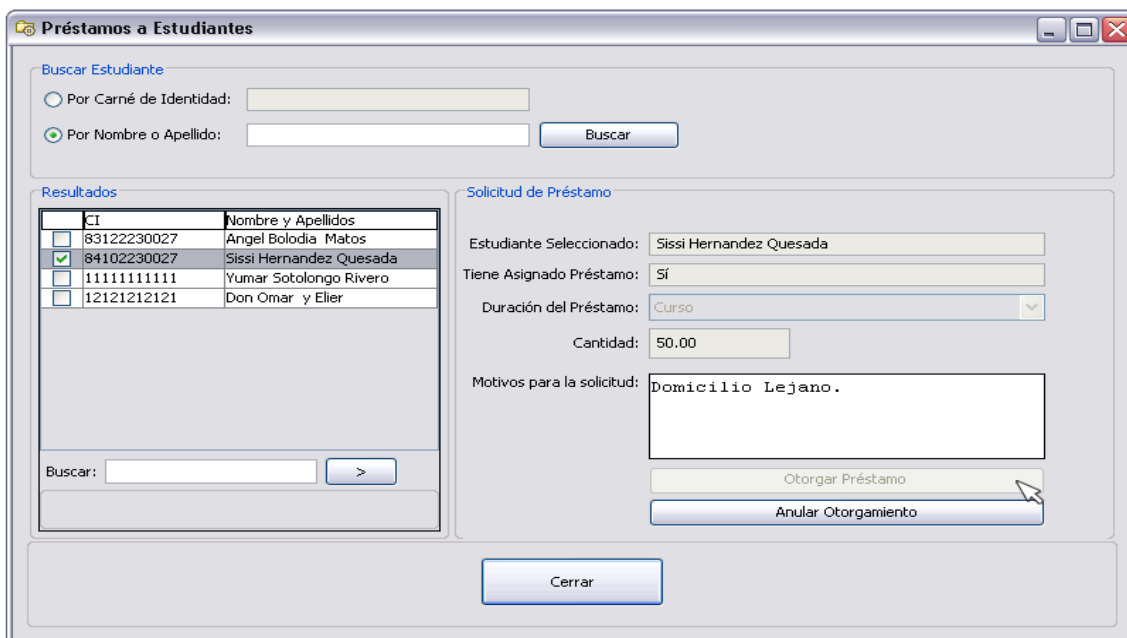 Préstamos a Estudiantes
Buscar Estudiante
Por Carné de Identidad:
Por Nombre o Apellido:
Buscar
Resultados
CI Nombre y Apellidos
83122230027 Angel Bolodia Matos
84102230027 Sissi Hernandez Quesada
11111111111 Yumar Sotolongo Rivero
12121212121 Don Omar y Elier
Buscar:
>
Solicitud de Préstamo
Estudiante Seleccionado: Sissi Hernandez Quesada
Tiene Asignado Préstamo: Sí
Duración del Préstamo: Curso
Cantidad: 50.00
Motivos para la solicitud: Domicilio Lejano.
Otorgar Préstamo
Anular Otorgamiento
Cerrar